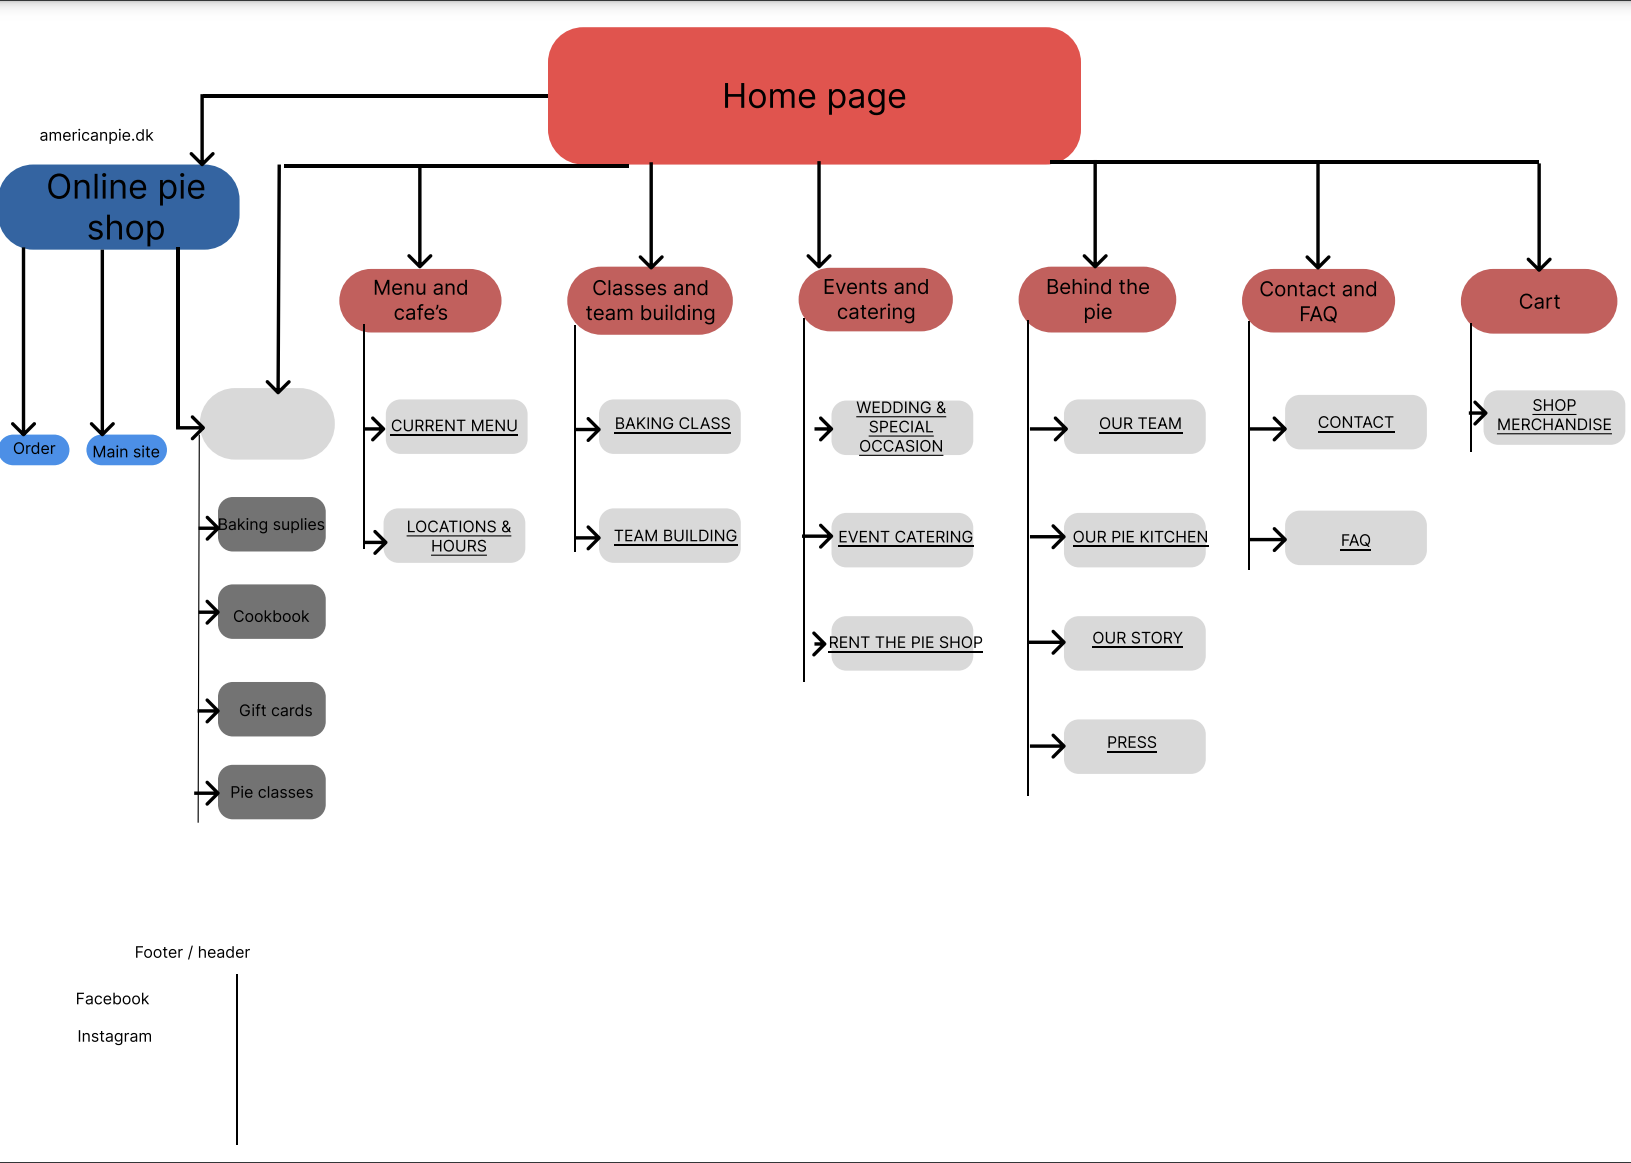 Home page
americanpie.dk
Online pie
shop
Menu and
cafe's
Classes and
team building
Events and
catering
Behind the
pie
Contact and
FAQ
Cart
Order
Main site
Baking suplies
Cookbook
Gift cards
Pie classes
CURRENT MENU
LOCATIONS &
HOURS
BAKING CLASS
TEAM BUILDING
WEDDING &
SPECIAL
OCCASION
EVENT CATERING
RENT THE PIE SHOP
OUR TEAM
OUR PIE KITCHEN
OUR STORY
PRESS
CONTACT
FAQ
SHOP
MERCHANDISE
Footer / header
Facebook
Instagram